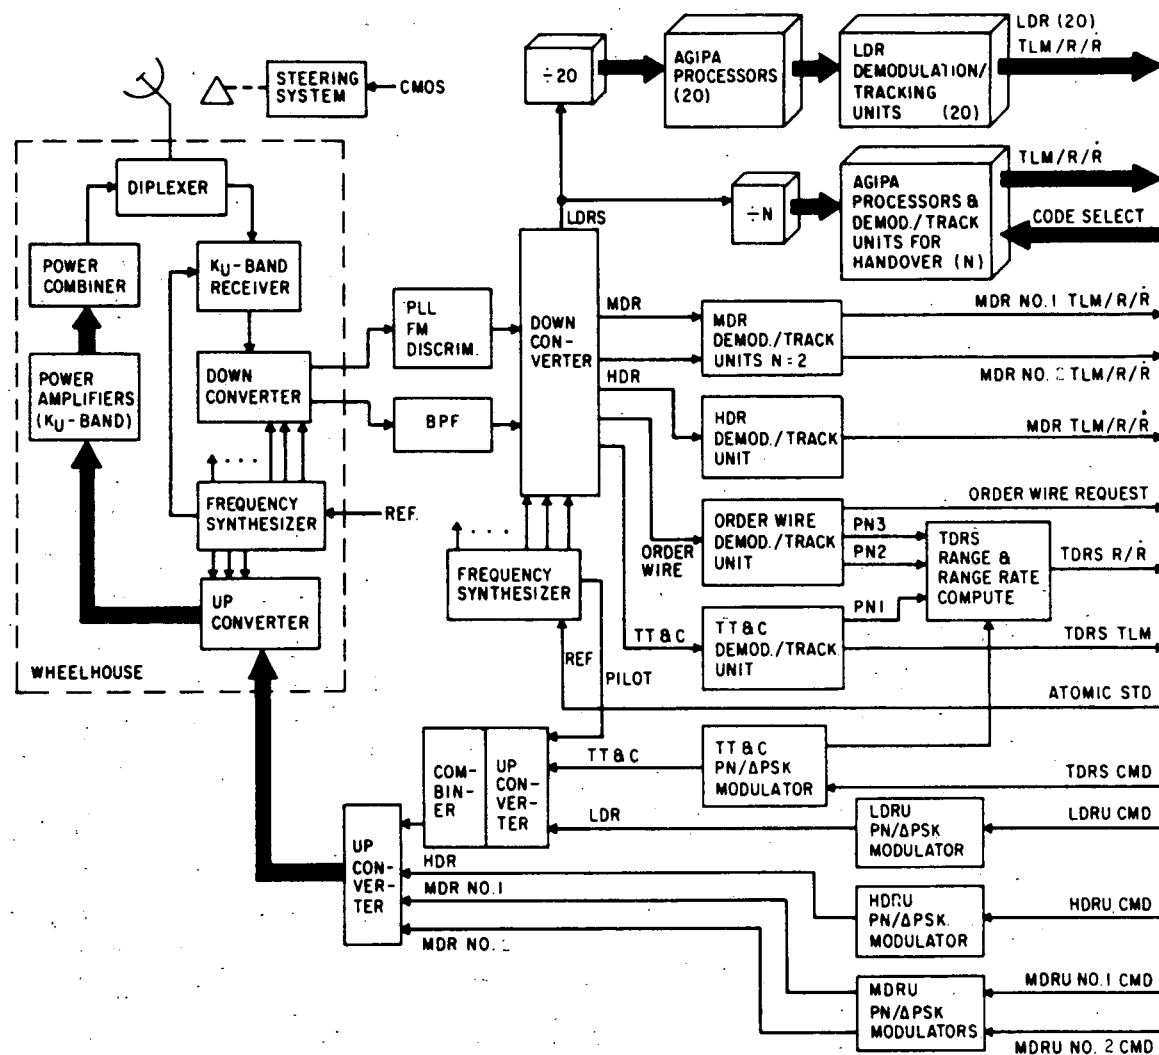 LDR (20)
TLM/R/Ṙ
÷20
AGIPA
PROCESSORS
(20)
LDR
DEMODULATION/
TRACKING
UNITS (20)
STEERING
SYSTEM
CMOS
DIPLEXER
LDRS
÷N
AGIPA
PROCESSORS &
DEMOD./TRACK
UNITS FOR
HANDOVER (N)
TLM/R/Ṙ
CODE SELECT
POWER
COMBINER
KU-BAND
RECEIVER
PLL
FM
DISCRIM.
DOWN
CON-
VERTER
MDR
MDR
DEMOD./TRACK
UNITS N=2
MDR NO.1 TLM/R/Ṙ
MDR NO. TLM/R/Ṙ
POWER
AMPLIFIERS
(KU-BAND)
DOWN
CONVERTER
BPF
HDR
HDR
DEMOD./TRACK
UNIT
MDR TLM/R/Ṙ
FREQUENCY
SYNTHESIZER
REF.
FREQUENCY
SYNTHESIZER
ORDER
WIRE
ORDER WIRE
DEMOD./TRACK
UNIT
ORDER WIRE REQUEST
PN3
PN2
PN1
TDRS
RANGE &
RANGE RATE
COMPUTE
TDRS R/Ṙ
UP
CONVERTER
WHEELHOUSE
REF
PILOT
TT&C
TT&C
DEMOD./TRACK
UNIT
TDRS TLM
ATOMIC STD
COM-
BIN-
ER
UP
CON-
VER-
TER
TT&C
TT&C
PN/ΔPSK
MODULATOR
TDRS CMD
LDR
LDRU
PN/ΔPSK
MODULATOR
LDRU CMD
UP
CON-
VER-
TER
HDR
MDR NO.1
MDR NO.
HDRU
PN/ΔPSK.
MODULATOR
HDRU CMD
MDRU
PN/ΔPSK
MODULATORS
MDRU NO.1 CMD
MDRU NO. 2 CMD